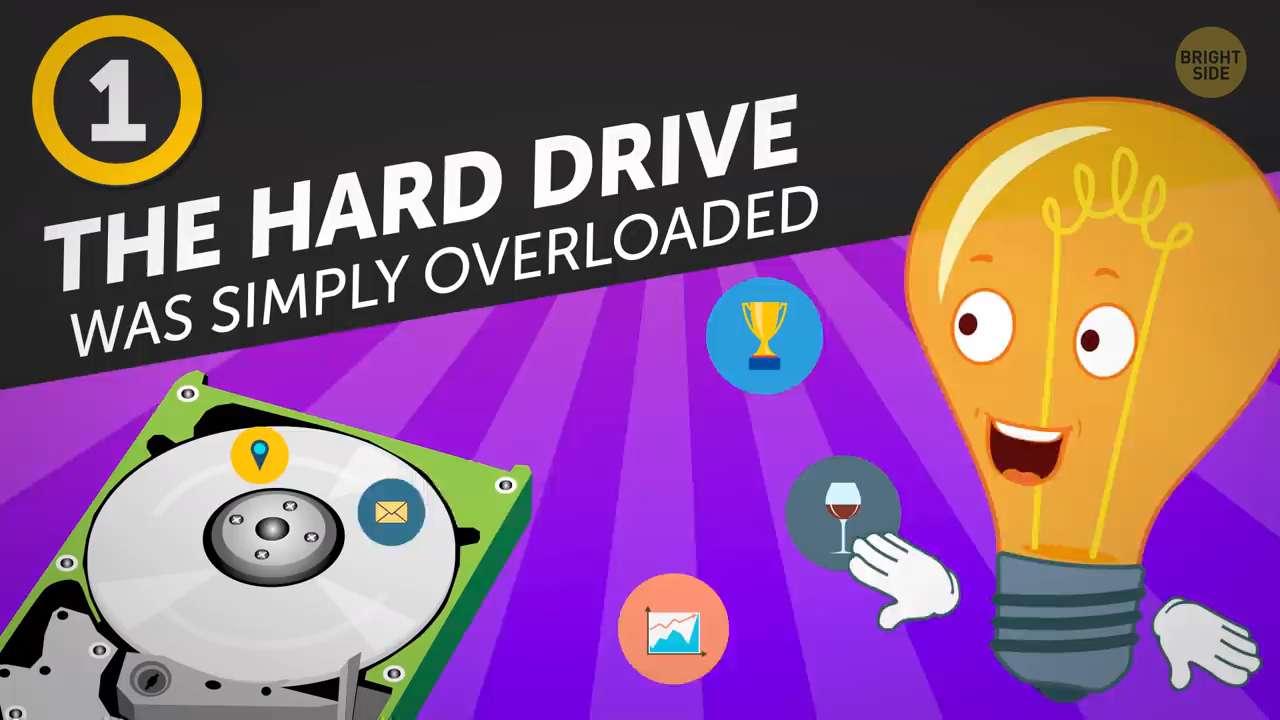 1
THE HARD DRIVE
WAS SIMPLY OVERLOADED
BRIGHT
SIDE